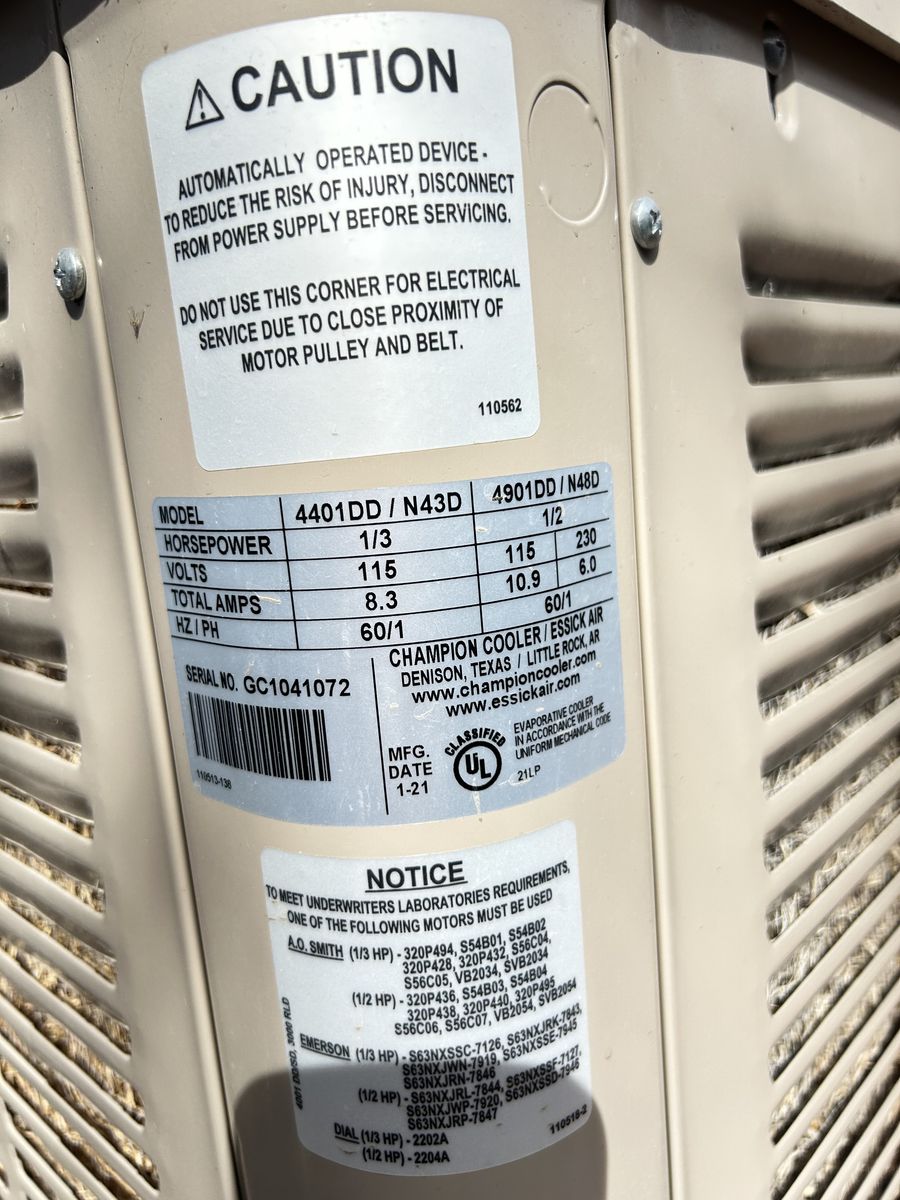 ⚠ CAUTION
AUTOMATICALLY OPERATED DEVICE -
TO REDUCE THE RISK OF INJURY, DISCONNECT
FROM POWER SUPPLY BEFORE SERVICING.
DO NOT USE THIS CORNER FOR ELECTRICAL
SERVICE DUE TO CLOSE PROXIMITY OF
MOTOR PULLEY AND BELT.
110562
MODEL 4401DD / N43D 4901DD / N48D
HORSEPOWER 1/3 1/2
VOLTS 115 115 230
TOTAL AMPS 8.3 10.9 6.0
HZ / PH 60/1 60/1
SERIAL NO. GC1041072
110513-138
CHAMPION COOLER / ESSICK AIR
DENISON, TEXAS / LITTLE ROCK, AR
www.championcooler.com
www.essickair.com
MFG.
DATE
1-21
CLASSIFIED
UL
EVAPORATIVE COOLER
IN ACCORDANCE WITH THE
UNIFORM MECHANICAL CODE
21LP
NOTICE
TO MEET UNDERWRITERS LABORATORIES REQUIREMENTS,
ONE OF THE FOLLOWING MOTORS MUST BE USED
A.O. SMITH (1/3 HP) - 320P494, S54B01, S54B02
320P428, 320P432, S56C04,
S56C05, VB2034, SVB2034
(1/2 HP) - 320P436, S54B03, S54B04
320P438, 320P440, 320P495
S56C06, S56C07, VB2054, SVB2054
EMERSON (1/3 HP) - S63NXSSC-7126, S63NXJRK-7843,
S63NXJWN-7919, S63NXSSE-7945
S63NXJRN-7846
(1/2 HP) - S63NXJRL-7844, S63NXSSF-7127,
S63NXJWP-7920, S63NXSSD-7946
S63NXJRP-7847
DIAL (1/3 HP) - 2202A
(1/2 HP) - 2204A
4001 DD/SD, 3000 RLD
110518-2